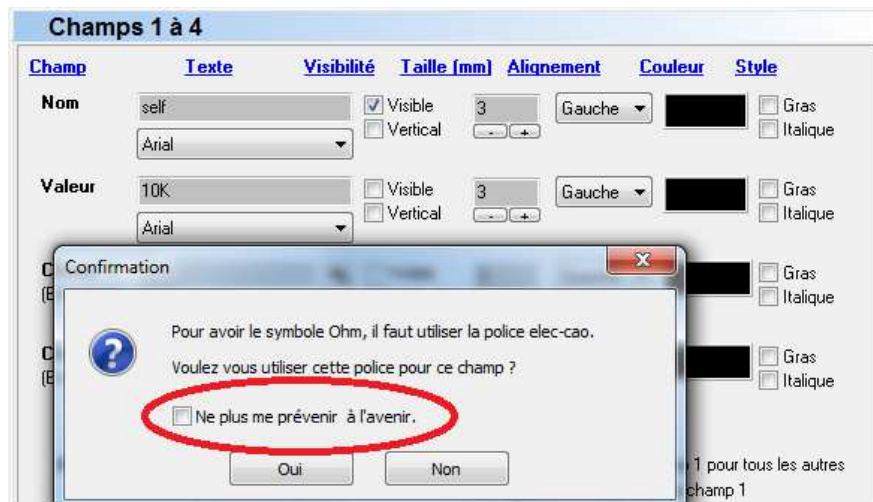 Champs 1 à 4
Champ Texte Visibilité Taille (mm) Alignement Couleur Style
Nom self Visible 3 Gauche Gras
Vertical - + Italique
Arial
Valeur 10K Visible 3 Gauche Gras
Vertical - + Italique
Arial
C Confirmation x Gras
(E Italique
Pour avoir le symbole Ohm, il faut utiliser la police elec-cao.
Voulez vous utiliser cette police pour ce champ ?
C Gras
(E Italique
Ne plus me prévenir à l'avenir.
Oui Non
1 pour tous les autres
champ 1